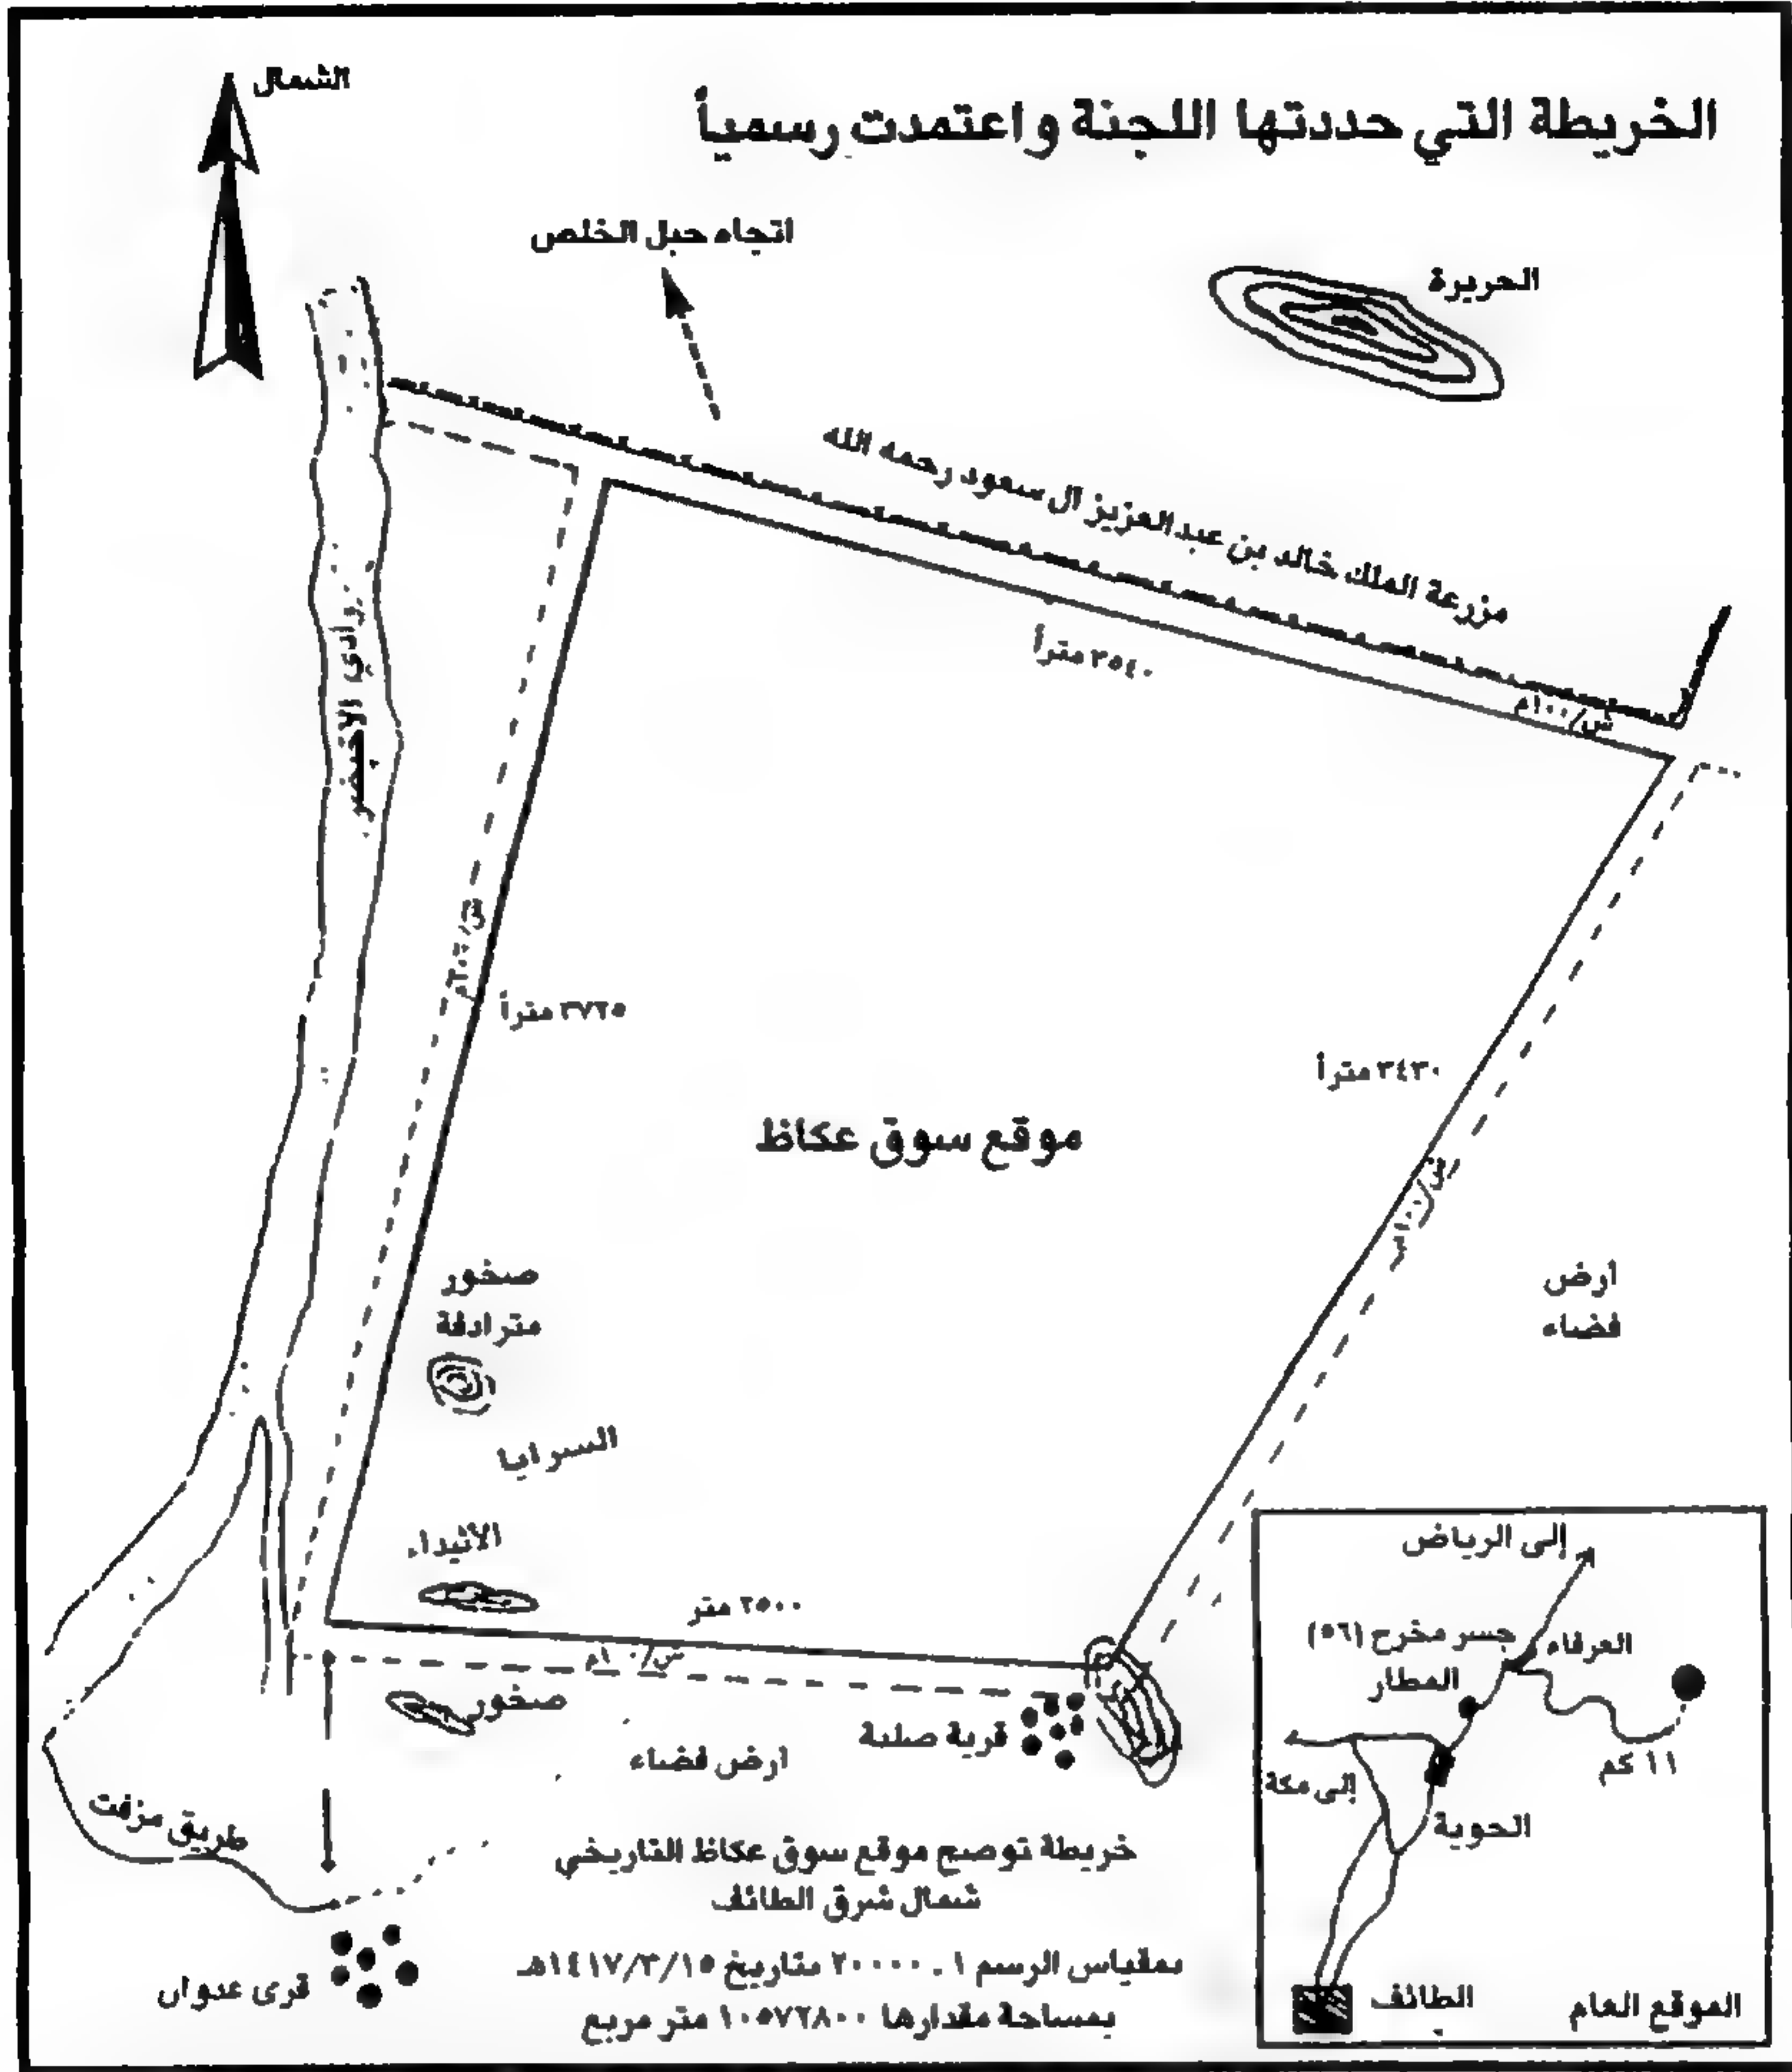 الشمال
الخريطة التي حددتها اللجنة واعتمدت رسمياً
اتجاه جبل الخلص
الحريرة
مزرعة الملك خالد بن عبدالعزيز آل سعود رحمه الله
متراً
ش/١٠٠م
وادي الأخيضر
متراً
٣٤٣٠ متراً
موقع سوق عكاظ
صخور
مترادفة
ارض
فضاء
السرايا
الأثيداء
٢٥٠٠ متر
صخور
قرية صلبة
ارض فضاء
طريق مزفت
قرى عدوان
خريطة توضح موقع سوق عكاظ التاريخي
شمال شرق الطائف
بمقياس الرسم ١ . ٢٠٠٠٠ بتاريخ ١٤١٧/٣/١٥هـ
بمساحة مقدارها ١٠٥٧٢٨٠٠ متر مربع
إلى الرياض
جسر مخرج (٥٦)
العرفاء
المطار
١١ كم
إلى مكة
الحوية
الطائف
الموقع العام